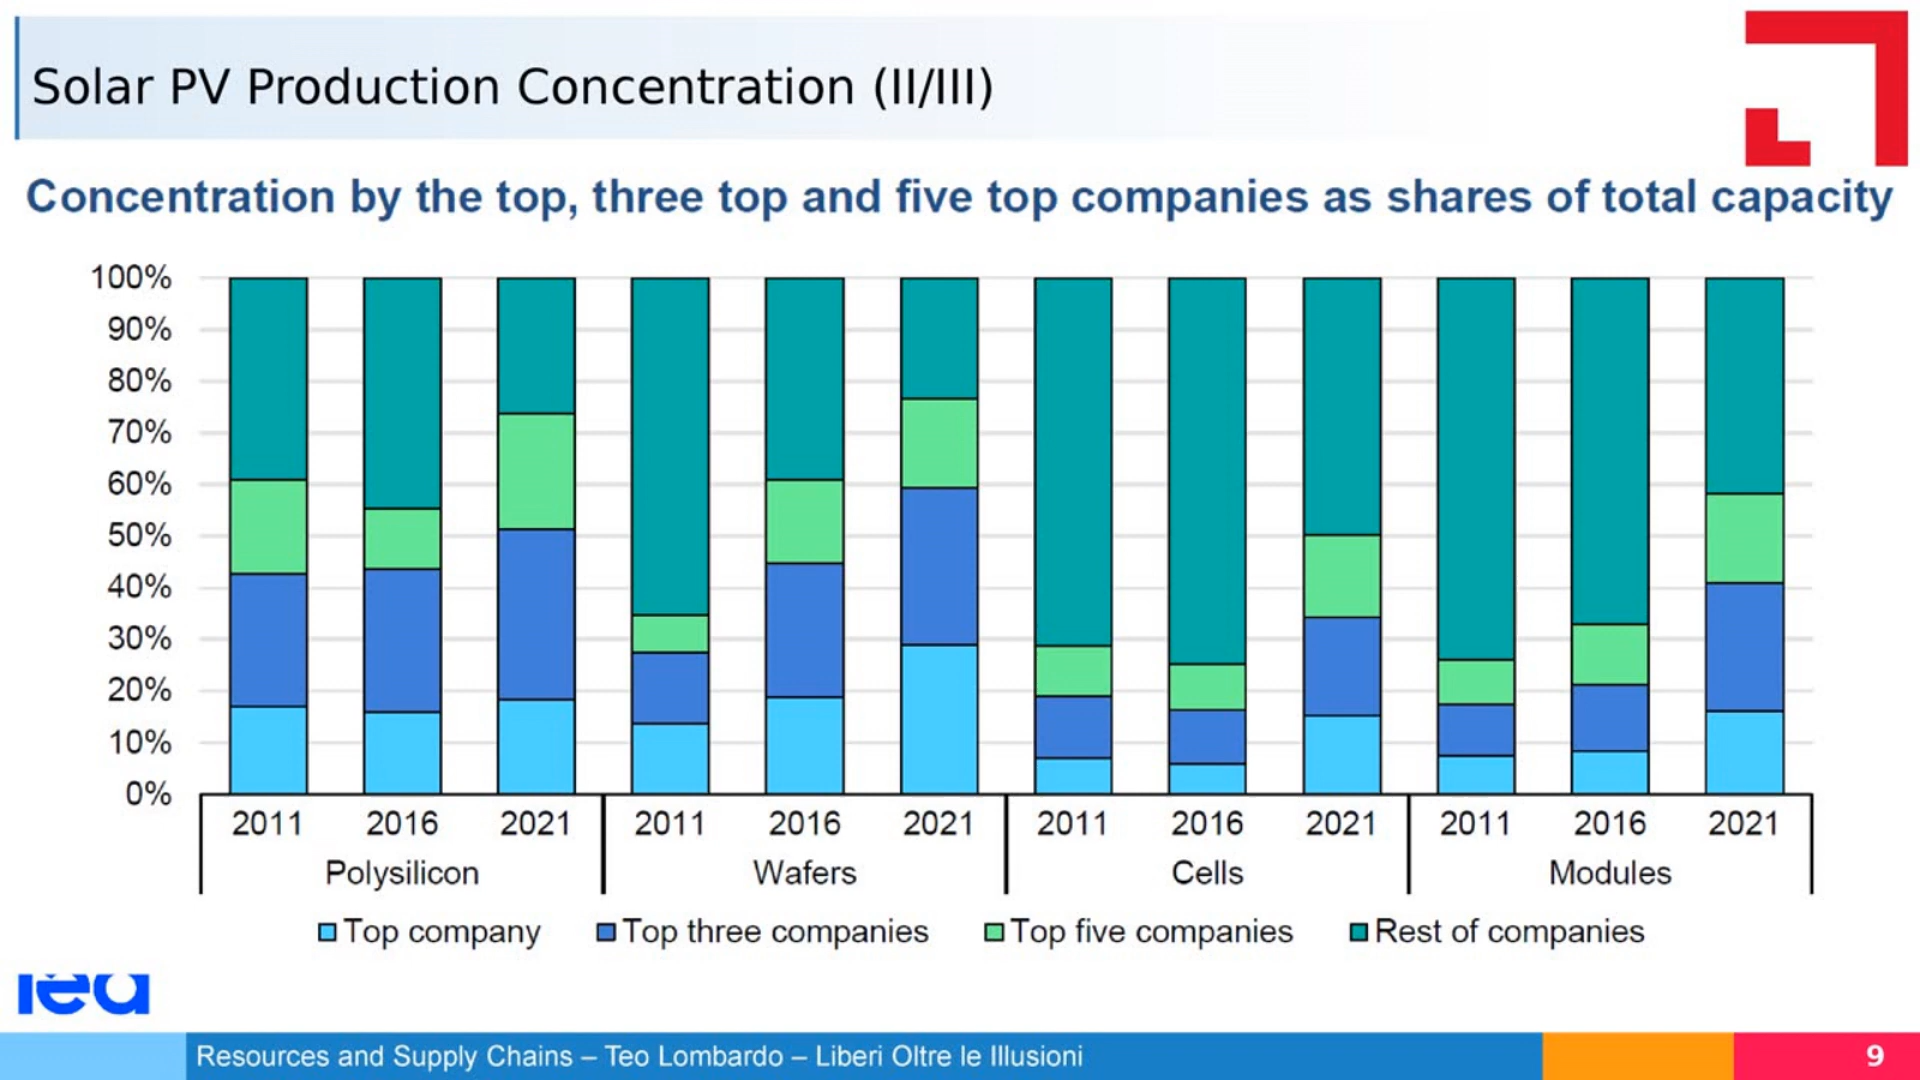 Solar PV Production Concentration (II/III)
Concentration by the top, three top and five top companies as shares of total capacity
100%
90%
80%
70%
60%
50%
40%
30%
20%
10%
0%
2011 2016 2021 2011 2016 2021 2011 2016 2021 2011 2016 2021
Polysilicon Wafers Cells Modules
Top company Top three companies Top five companies Rest of companies
iea
Resources and Supply Chains – Teo Lombardo – Liberi Oltre le Illusioni
9